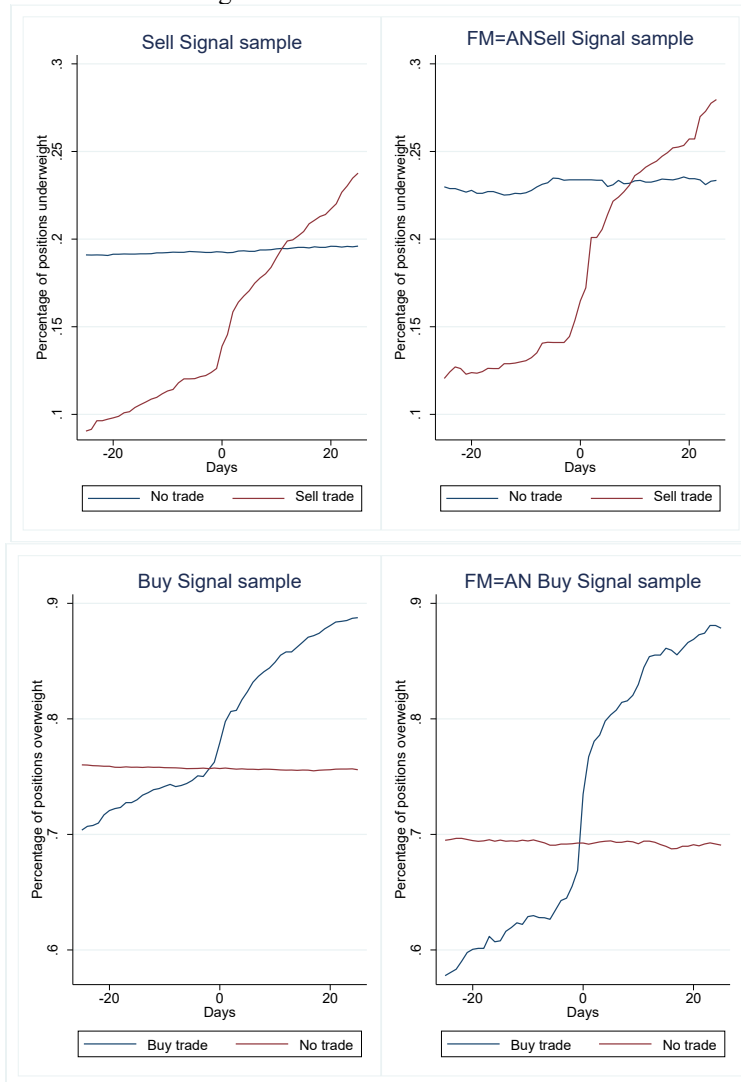 Sell Signal sample
Percentage of positions underweight
.3
.25
.2
.15
.1
-20
0
20
Days
No trade
Sell trade
FM=ANSell Signal sample
Percentage of positions underweight
.3
.25
.2
.15
.1
-20
0
20
Days
No trade
Sell trade
Buy Signal sample
Percentage of positions overweight
.9
.8
.7
.6
-20
0
20
Days
Buy trade
No trade
FM=AN Buy Signal sample
Percentage of positions overweight
.9
.8
.7
.6
-20
0
20
Days
Buy trade
No trade